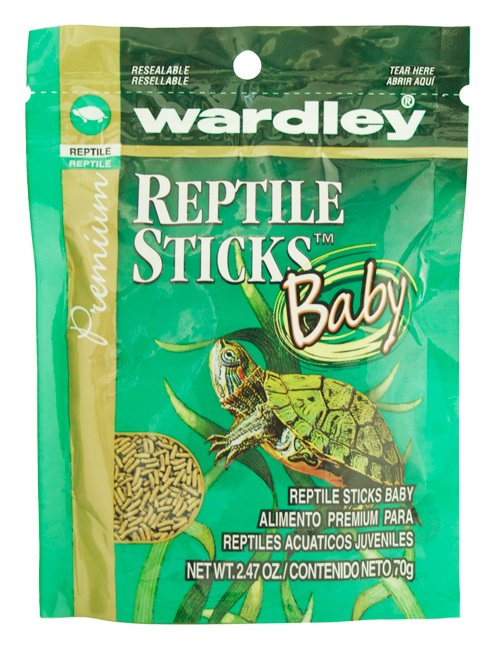 RESEALABLE
RESELLABLE
TEAR HERE
ABRIR AQUÍ
wardley®
REPTILE
REPTILE
Premium
REPTILE
STICKS™
Baby
REPTILE STICKS BABY
ALIMENTO PREMIUM PARA
REPTILES ACUATICOS JUVENILES
NET WT. 2.47 OZ./CONTENIDO NETO 70g